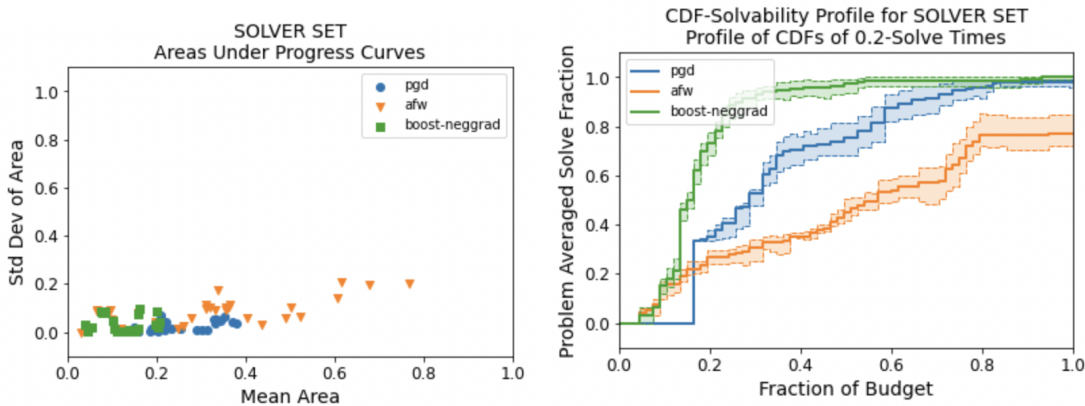 SOLVER SET
Areas Under Progress Curves
Std Dev of Area
1.0
0.8
0.6
0.4
0.2
0.0
pgd
afw
boost-neggrad
0.0 0.2 0.4 0.6 0.8 1.0
Mean Area
CDF-Solvability Profile for SOLVER SET
Profile of CDFs of 0.2-Solve Times
Problem Averaged Solve Fraction
1.0
0.8
0.6
0.4
0.2
0.0
pgd
afw
boost-neggrad
0.0 0.2 0.4 0.6 0.8 1.0
Fraction of Budget